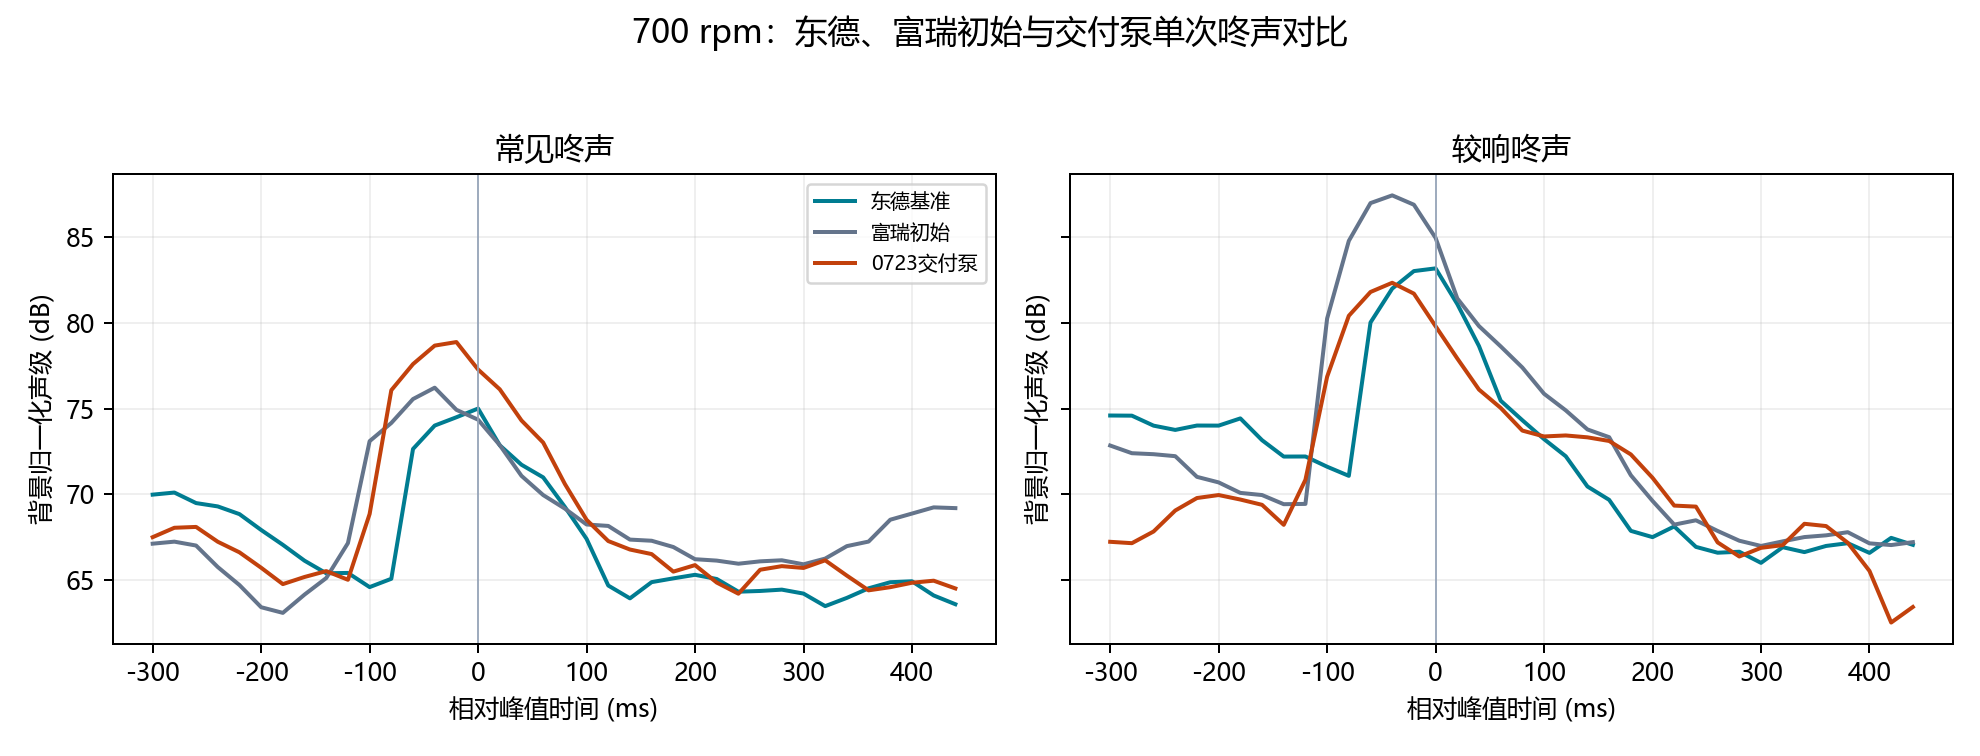 700 rpm：东德、富瑞初始与交付泵单次咚声对比
常见咚声
背景归一化声级 (dB)
85
80
75
70
65
东德基准
富瑞初始
0723交付泵
-300 -200 -100 0 100 200 300 400
相对峰值时间 (ms)
较响咚声
背景归一化声级 (dB)
-300 -200 -100 0 100 200 300 400
相对峰值时间 (ms)